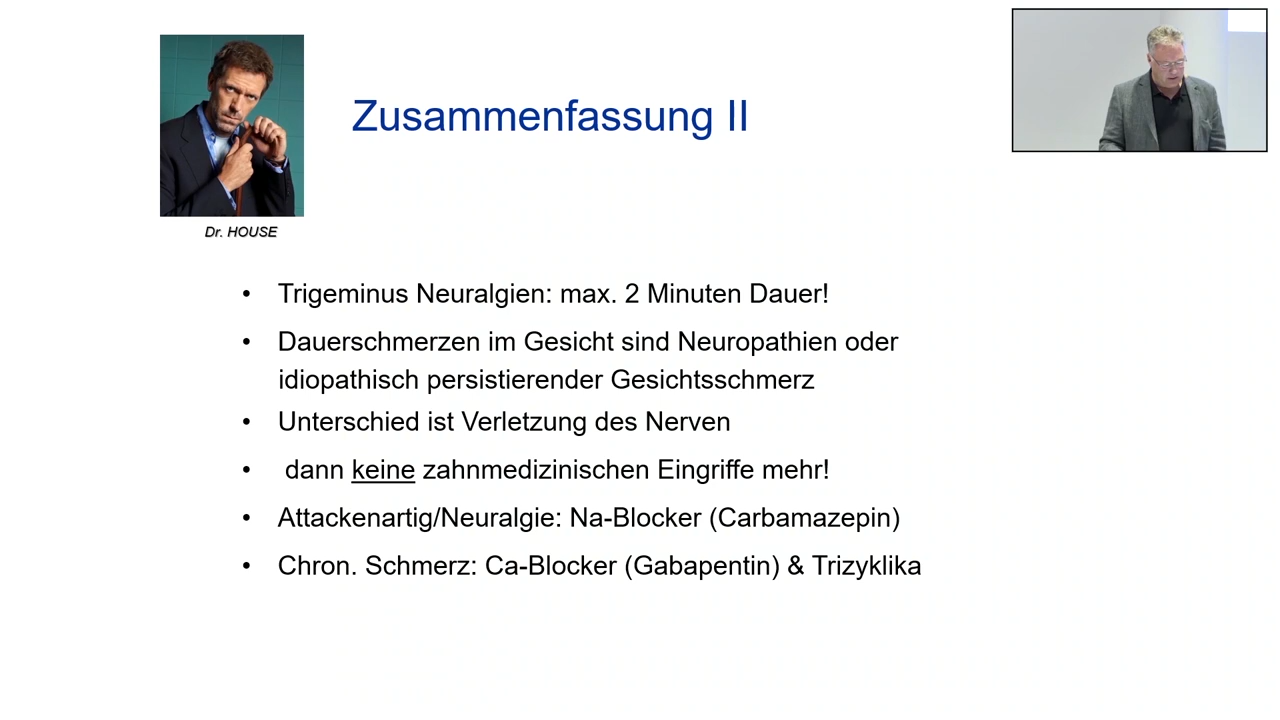 Zusammenfassung II
Dr. HOUSE
• Trigeminus Neuralgien: max. 2 Minuten Dauer!
• Dauerschmerzen im Gesicht sind Neuropathien oder
idiopathisch persistierender Gesichtsschmerz
• Unterschied ist Verletzung des Nerven
• dann keine zahnmedizinischen Eingriffe mehr!
• Attackenartig/Neuralgie: Na-Blocker (Carbamazepin)
• Chron. Schmerz: Ca-Blocker (Gabapentin) & Trizyklika